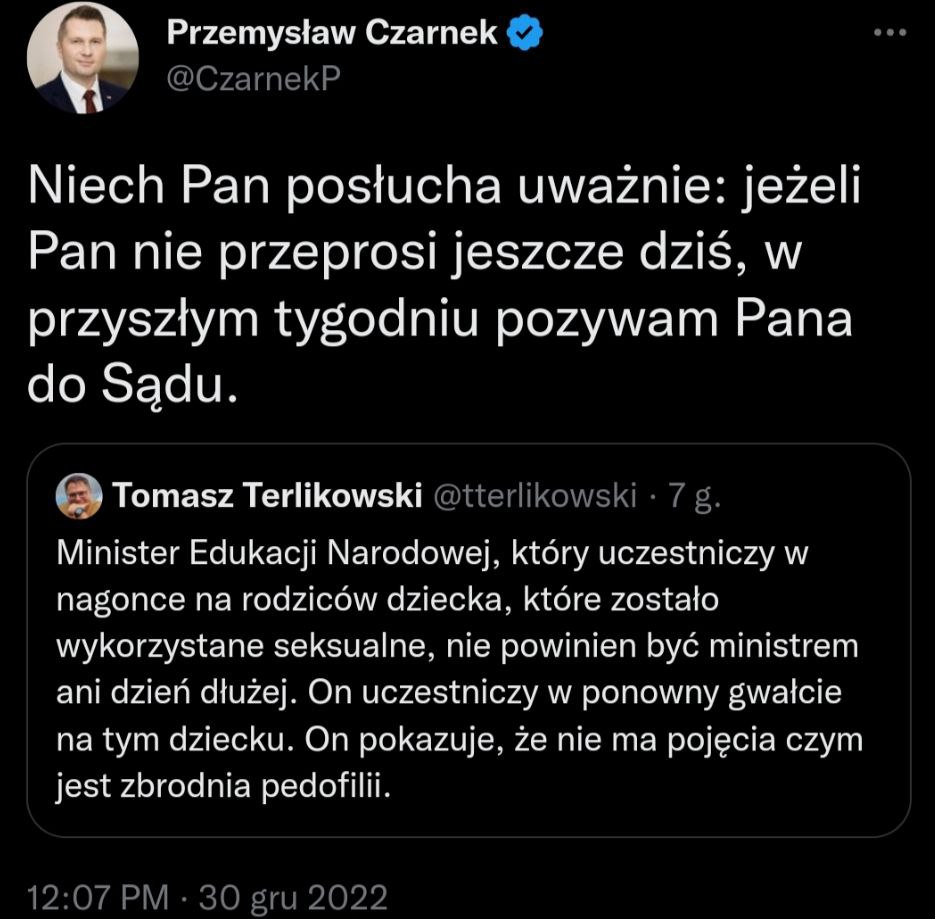 Przemysław Czarnek
@CzarnekP
Niech Pan posłucha uważnie: jeżeli
Pan nie przeprosi jeszcze dziś, w
przyszłym tygodniu pozywam Pana
do Sądu.
Tomasz Terlikowski @tterlikowski · 7 g.
Minister Edukacji Narodowej, który uczestniczy w
nagonce na rodziców dziecka, które zostało
wykorzystane seksualne, nie powinien być ministrem
ani dzień dłużej. On uczestniczy w ponowny gwałcie
na tym dziecku. On pokazuje, że nie ma pojęcia czym
jest zbrodnia pedofilii.
12:07 PM · 30 gru 2022